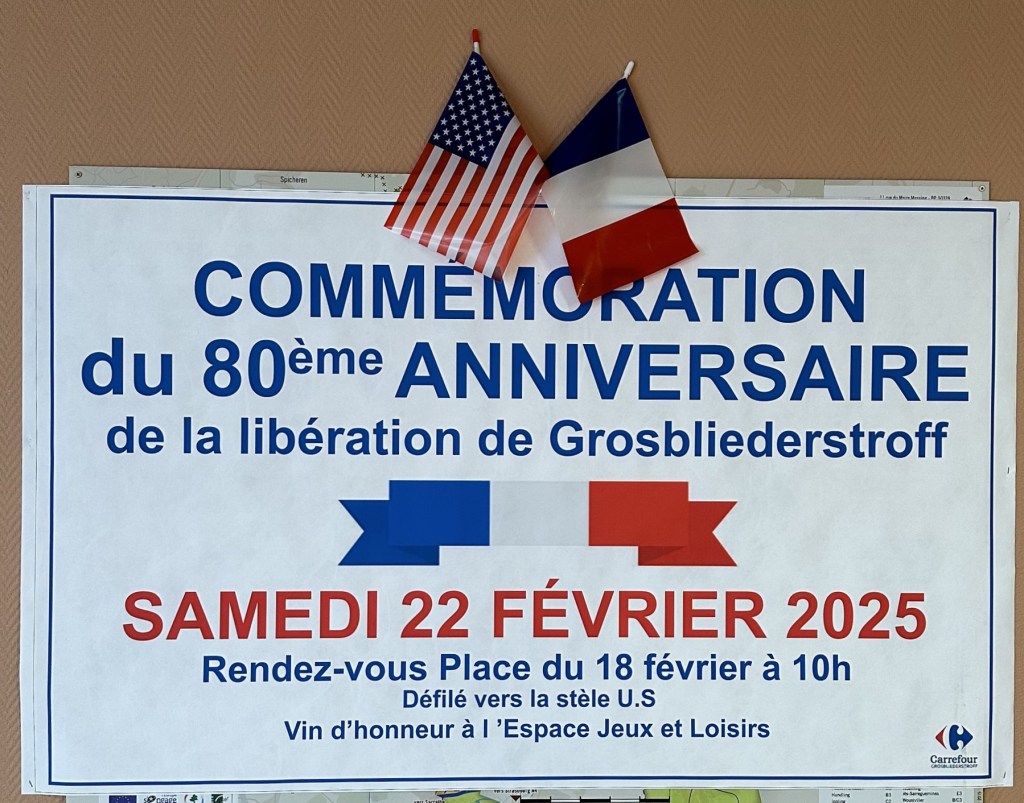 Spicheren
COMMÉMORATION
du 80ème ANNIVERSAIRE
de la libération de Grosbliederstroff
SAMEDI 22 FÉVRIER 2025
Rendez-vous Place du 18 février à 10h
Défilé vers la stèle U.S
Vin d’honneur à l ’Espace Jeux et Loisirs
Carrefour
GROSBLIEDERSTROFF